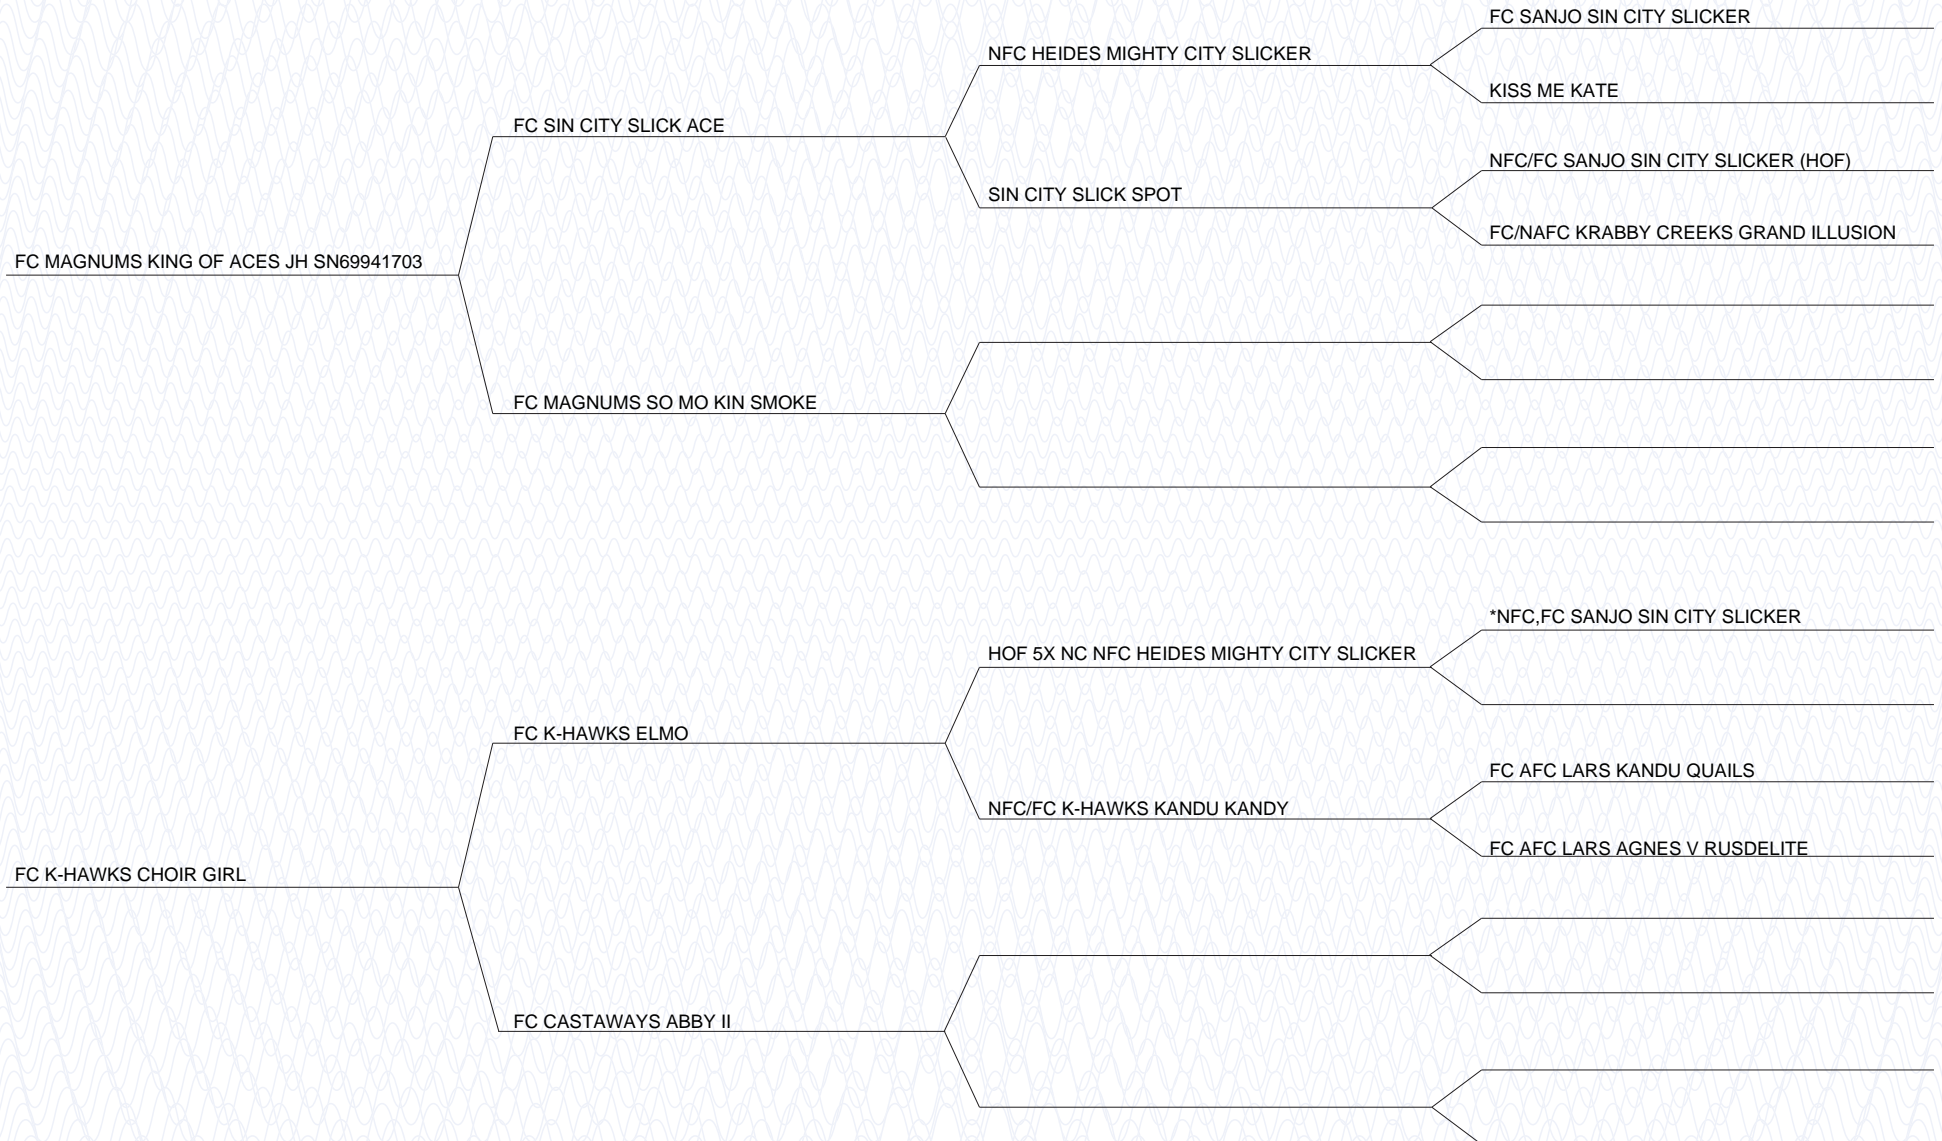 FC SANJO SIN CITY SLICKER
NFC HEIDES MIGHTY CITY SLICKER
KISS ME KATE
FC SIN CITY SLICK ACE
NFC/FC SANJO SIN CITY SLICKER (HOF)
SIN CITY SLICK SPOT
FC/NAFC KRABBY CREEKS GRAND ILLUSION
FC MAGNUMS KING OF ACES JH SN69941703
FC MAGNUMS SO MO KIN SMOKE
*NFC,FC SANJO SIN CITY SLICKER
HOF 5X NC NFC HEIDES MIGHTY CITY SLICKER
FC K-HAWKS ELMO
FC AFC LARS KANDU QUAILS
NFC/FC K-HAWKS KANDU KANDY
FC AFC LARS AGNES V RUSDELITE
FC K-HAWKS CHOIR GIRL
FC CASTAWAYS ABBY II